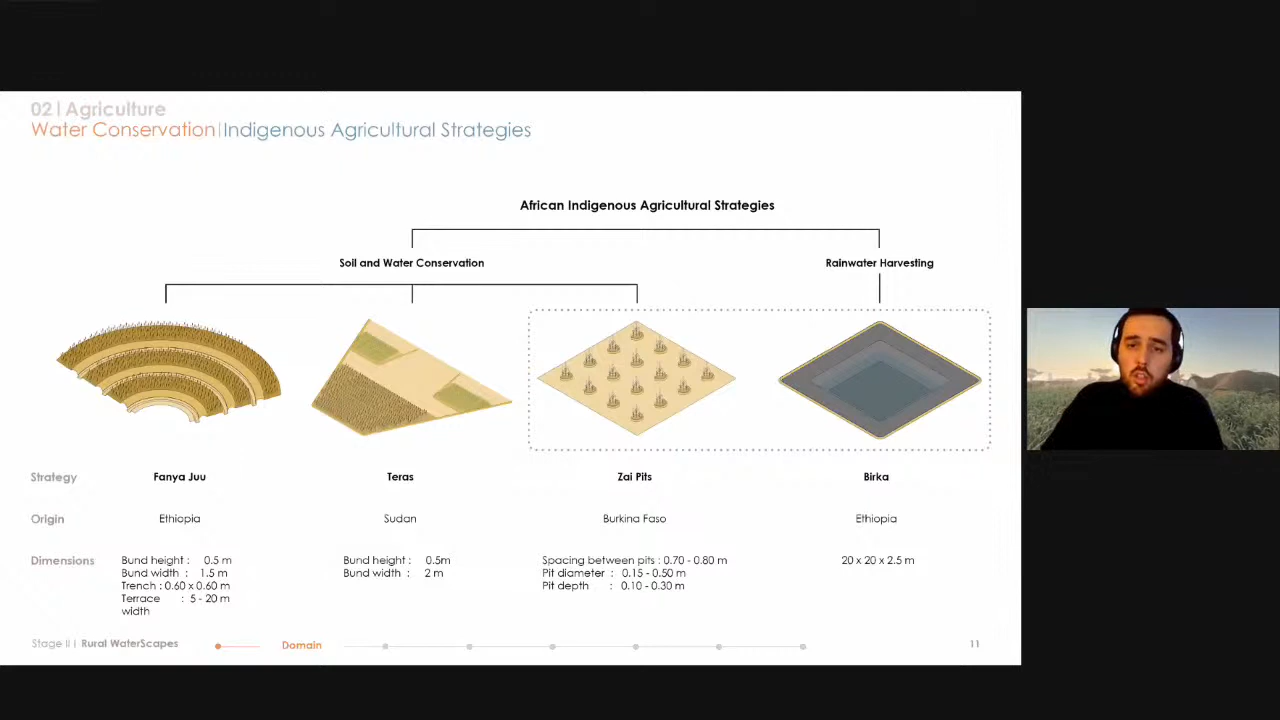 02 | Agriculture
Water Conservation|Indigenous Agricultural Strategies
African Indigenous Agricultural Strategies
Soil and Water Conservation
Rainwater Harvesting
Strategy Fanya Juu Teras Zai Pits Birka
Origin Ethiopia Sudan Burkina Faso Ethiopia
Dimensions Bund height : 0.5 m Bund height : 0.5m Spacing between pits : 0.70 - 0.80 m 20 x 20 x 2.5 m
Bund width : 1.5 m Bund width : 2 m Pit diameter : 0.15 - 0.50 m
Trench : 0.60 x 0.60 m Pit depth : 0.10 - 0.30 m
Terrace : 5 - 20 m
width
Stage II | Rural WaterScapes Domain 11